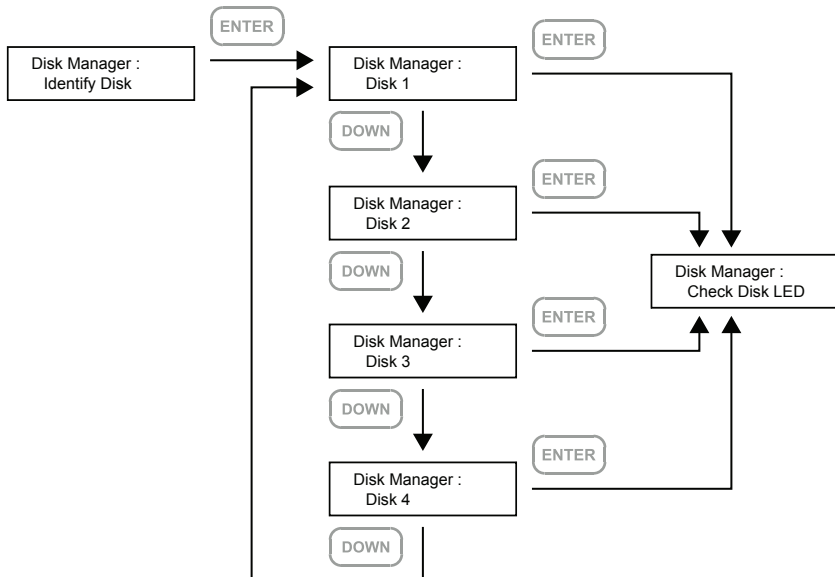 ENTER
ENTER
Disk Manager :
Identify Disk
Disk Manager :
Disk 1
DOWN
ENTER
Disk Manager :
Disk 2
DOWN
Disk Manager :
Check Disk LED
ENTER
Disk Manager :
Disk 3
DOWN
ENTER
Disk Manager :
Disk 4
DOWN